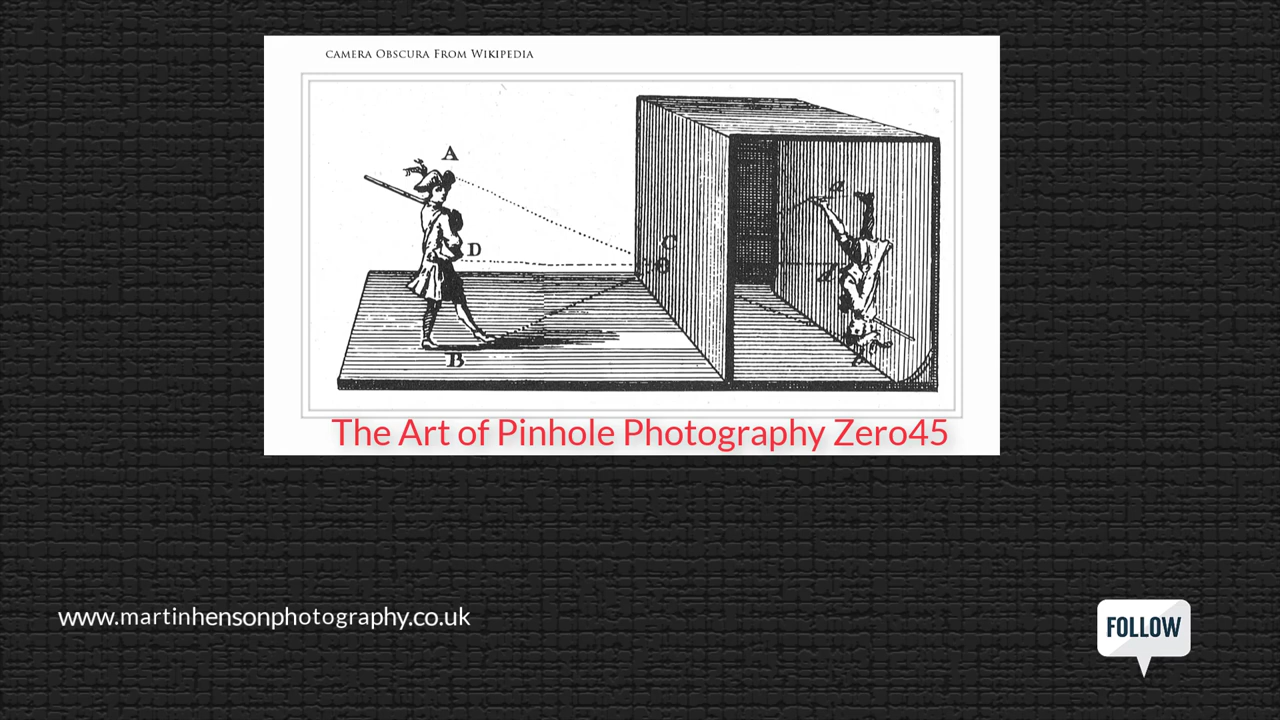 CAMERA OBSCURA FROM WIKIPEDIA
A
D
C
B
The Art of Pinhole Photography Zero45
www.martinhensonphotography.co.uk
FOLLOW